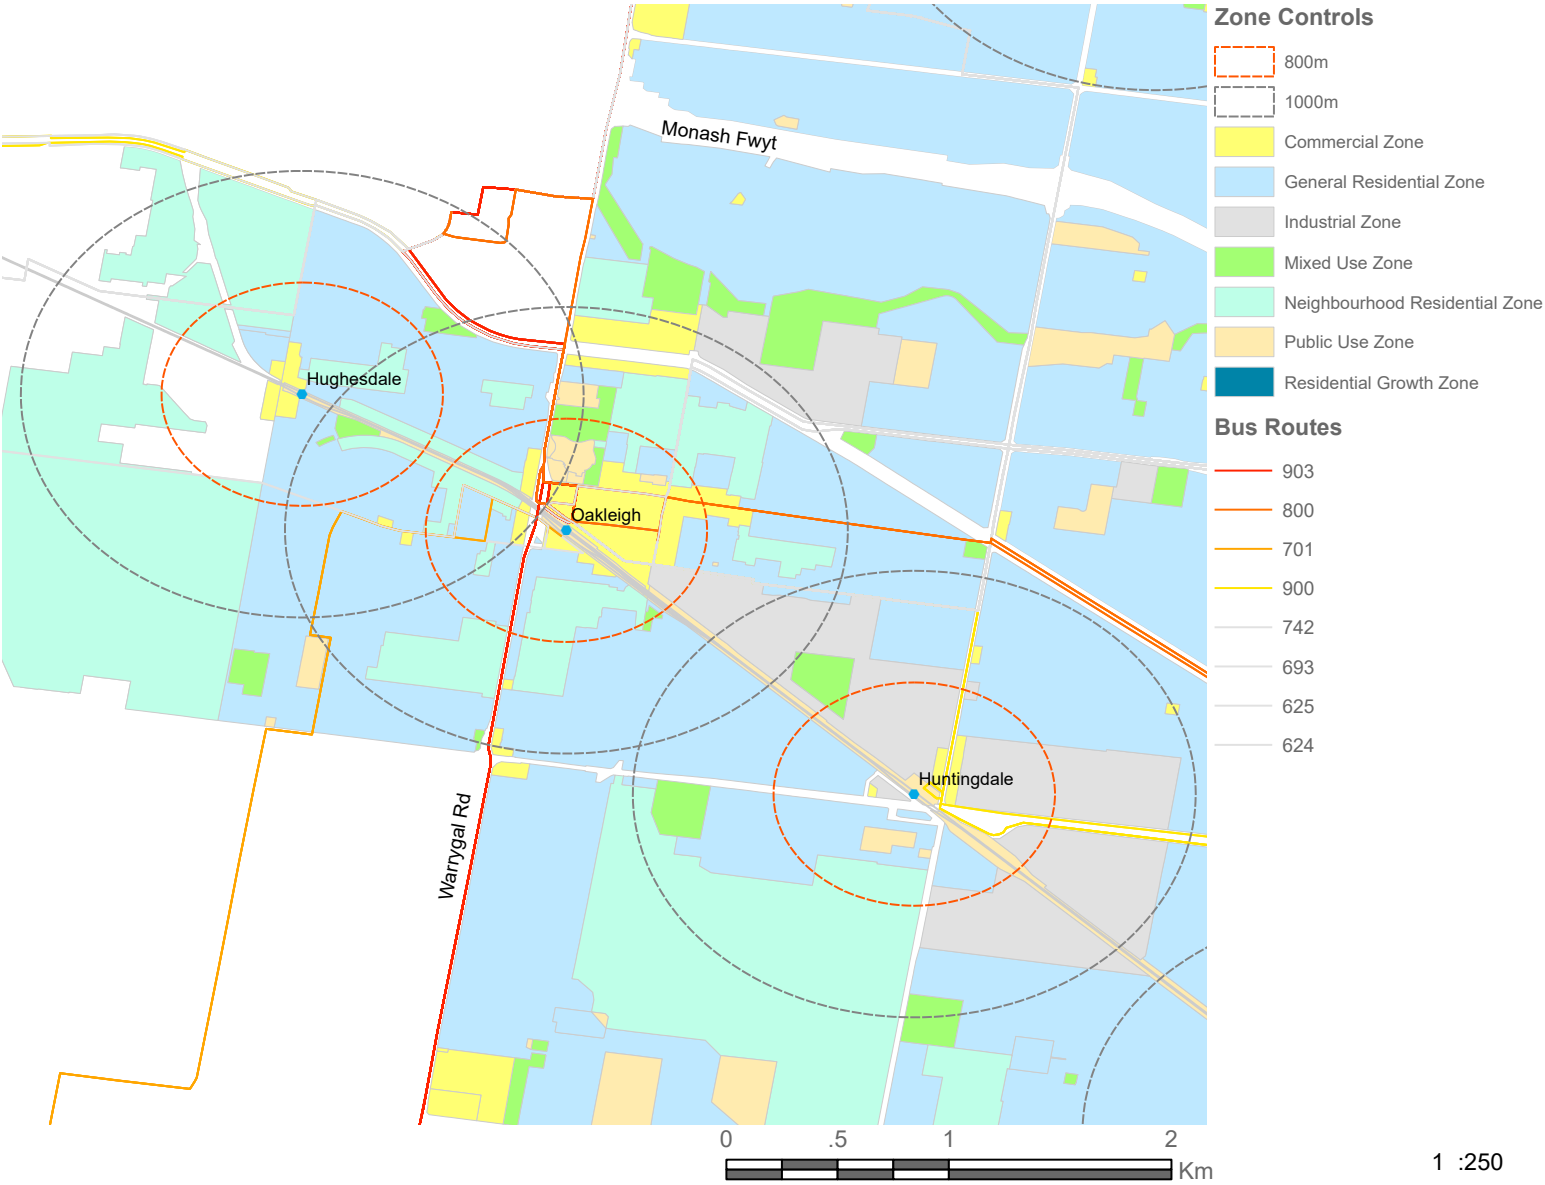 Monash Fwyt
Hughesdale
Oakleigh
Huntingdale
Warrygal Rd
Zone Controls
800m
1000m
Commercial Zone
General Residential Zone
Industrial Zone
Mixed Use Zone
Neighbourhood Residential Zone
Public Use Zone
Residential Growth Zone
Bus Routes
903
800
701
900
742
693
625
624
0 .5 1 2
Km
1 :250